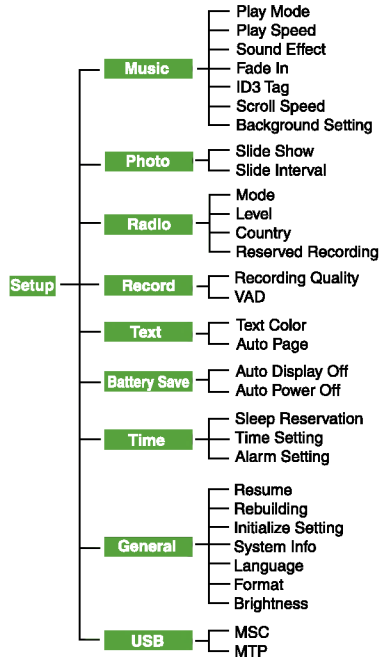 Setup
Music
Play Mode
Play Speed
Sound Effect
Fade In
ID3 Tag
Scroll Speed
Background Setting
Photo
Slide Show
Slide Interval
Radio
Mode
Level
Country
Reserved Recording
Record
Recording Quality
VAD
Text
Text Color
Auto Page
Battery Save
Auto Display Off
Auto Power Off
Time
Sleep Reservation
Time Setting
Alarm Setting
General
Resume
Rebuilding
Initialize Setting
System Info
Language
Format
Brightness
USB
MSC
MTP